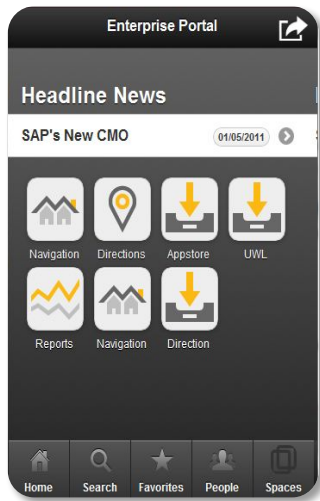 Enterprise Portal
Headline News
SAP's New CMO 01/05/2011
Navigation Directions Appstore UWL
Reports Navigation Direction
Home Search Favorites People Spaces